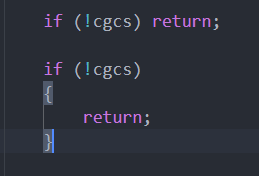 if (!cgcs) return;
if (!cgcs)
{
return;
}